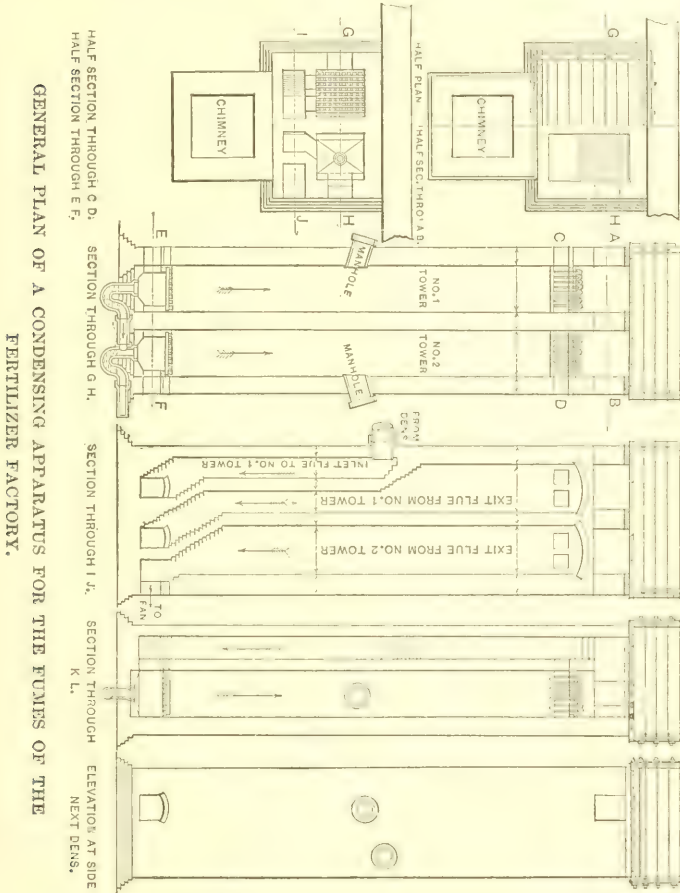 G
H
CHIMNEY
A
B
HALF PLAN
HALF SEC. THRO' A B.
I
G
J
H
CHIMNEY
C
D
NO. 1
TOWER
NO. 2
TOWER
MANHOLE
MANHOLE
E
F
FROM
DENS
INLET FLUE TO NO. 1 TOWER
EXIT FLUE FROM NO. 1 TOWER
EXIT FLUE FROM NO. 2 TOWER
TO
FAN
HALF SECTION THROUGH C D.
HALF SECTION THROUGH E F.
SECTION THROUGH G H.
SECTION THROUGH I J.
SECTION THROUGH
K L.
ELEVATION AT SIDE
NEXT DENS.
GENERAL PLAN OF A CONDENSING APPARATUS FOR THE FUMES OF THE
FERTILIZER FACTORY.